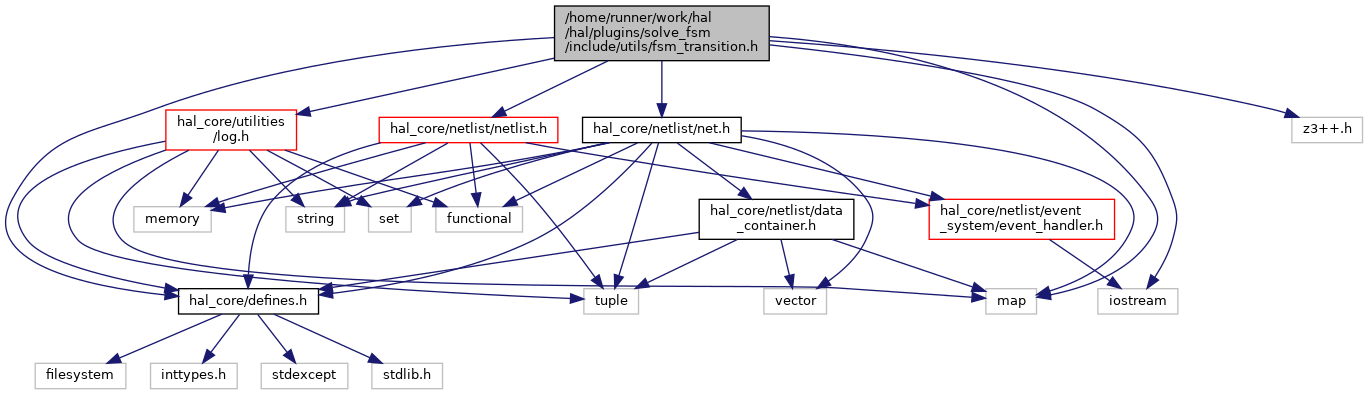 /home/runner/work/hal
/hal/plugins/solve_fsm
/include/utils/fsm_transition.h
hal_core/utilities
/log.h
hal_core/netlist/netlist.h
hal_core/netlist/net.h
z3++.h
memory
string
set
functional
hal_core/netlist/data
_container.h
hal_core/netlist/event
_system/event_handler.h
hal_core/defines.h
tuple
vector
map
iostream
filesystem
inttypes.h
stdexcept
stdlib.h